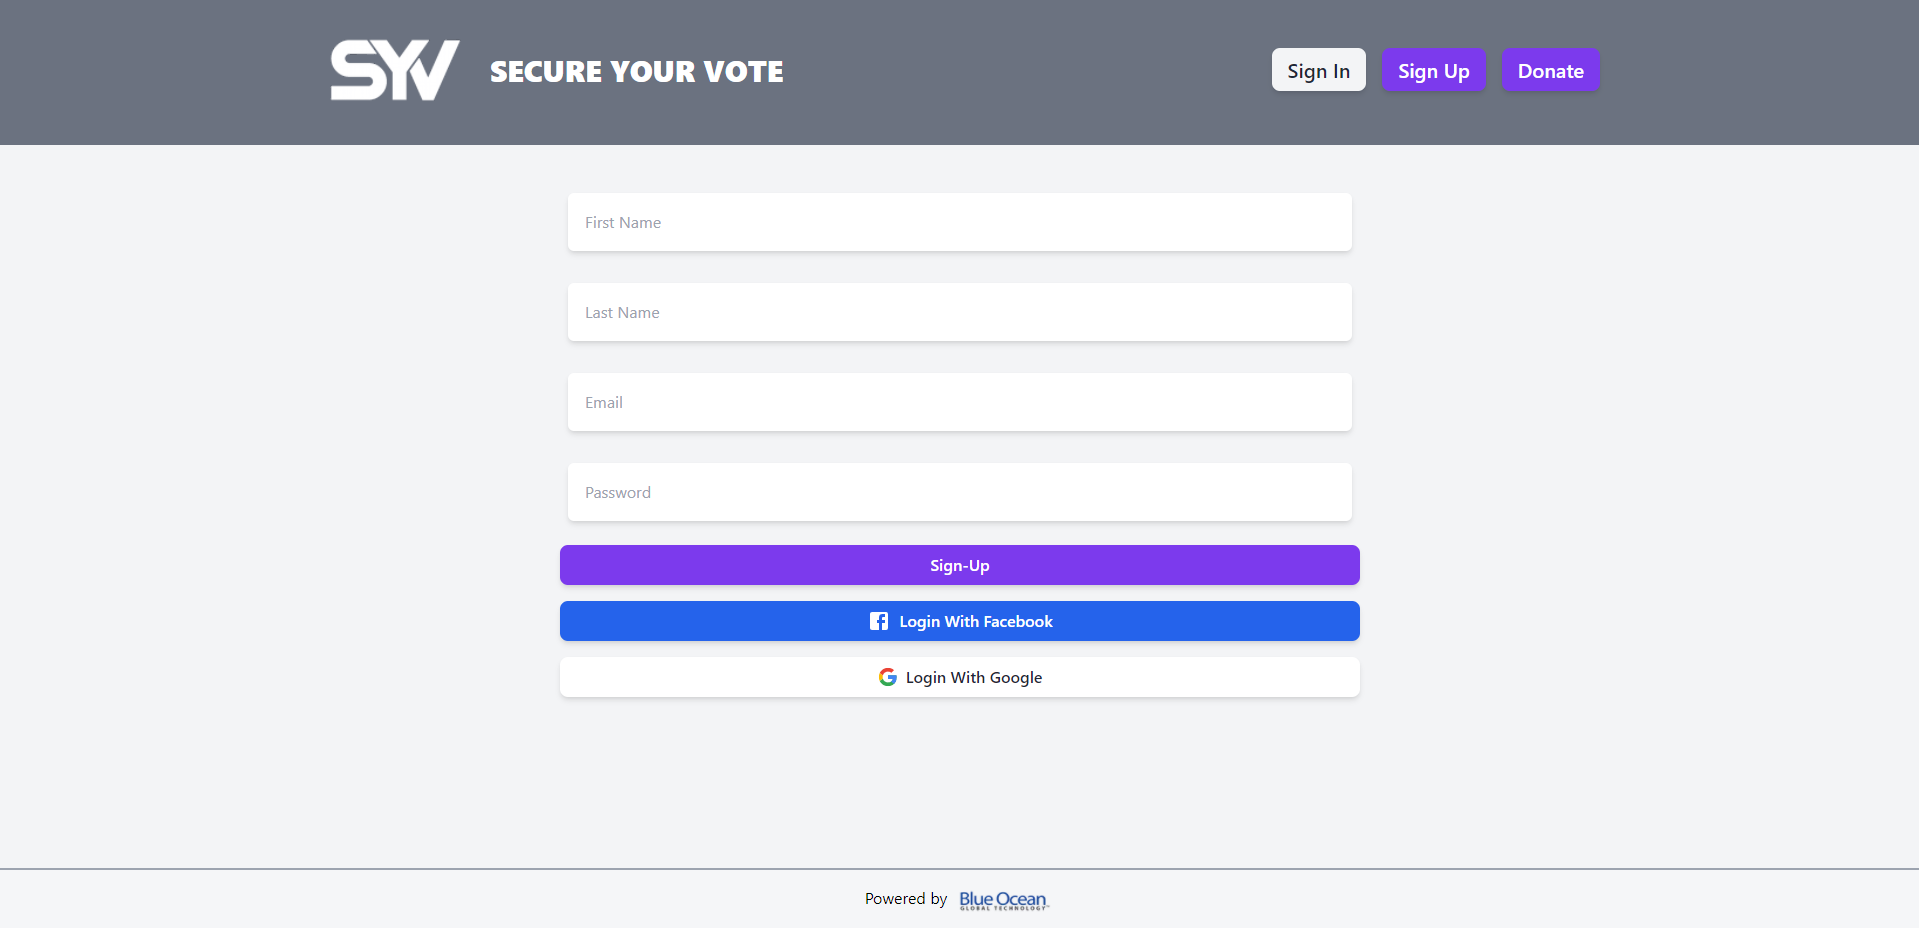 SYV SECURE YOUR VOTE Sign In Sign Up Donate
First Name
Last Name
Email
Password
Sign-Up
Login With Facebook
Login With Google
Powered by Blue Ocean
GLOBAL TECHNOLOGY